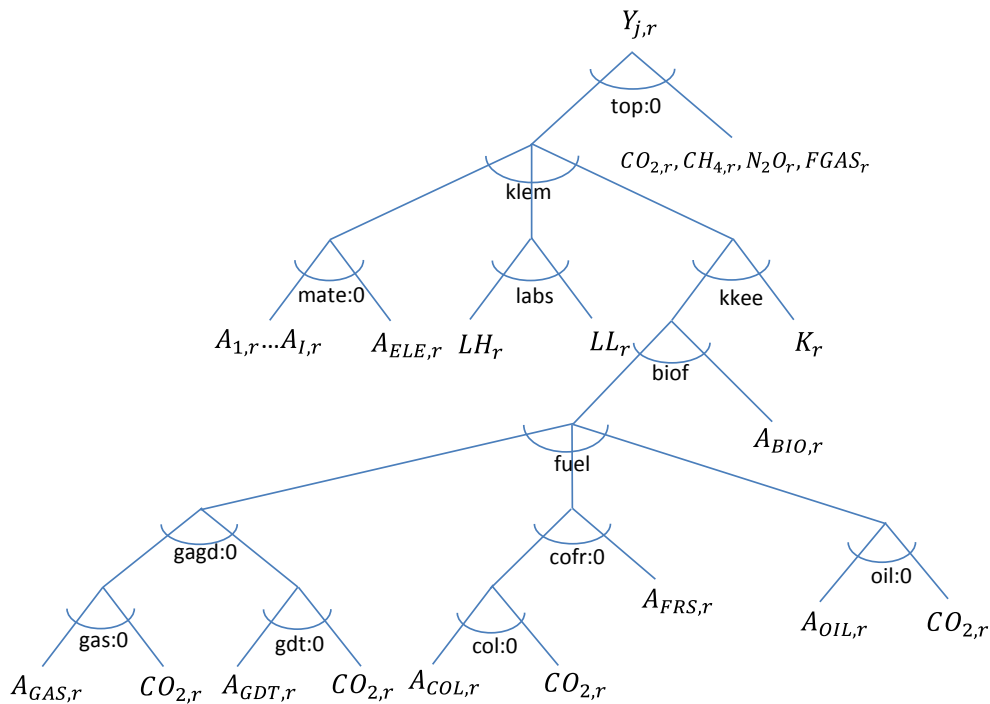 Y_{j,r}
top:0
CO_{2,r}, CH_{4,r}, N_2O_r, FGAS_r
klem
mate:0
labs
kkee
A_{1,r} ... A_{I,r}
A_{ELE,r}
LH_r
LL_r
K_r
biof
A_{BIO,r}
fuel
gagd:0
cofr:0
oil:0
A_{FRS,r}
A_{OIL,r}
CO_{2,r}
gas:0
gdt:0
col:0
A_{GAS,r}
CO_{2,r}
A_{GDT,r}
CO_{2,r}
A_{COL,r}
CO_{2,r}